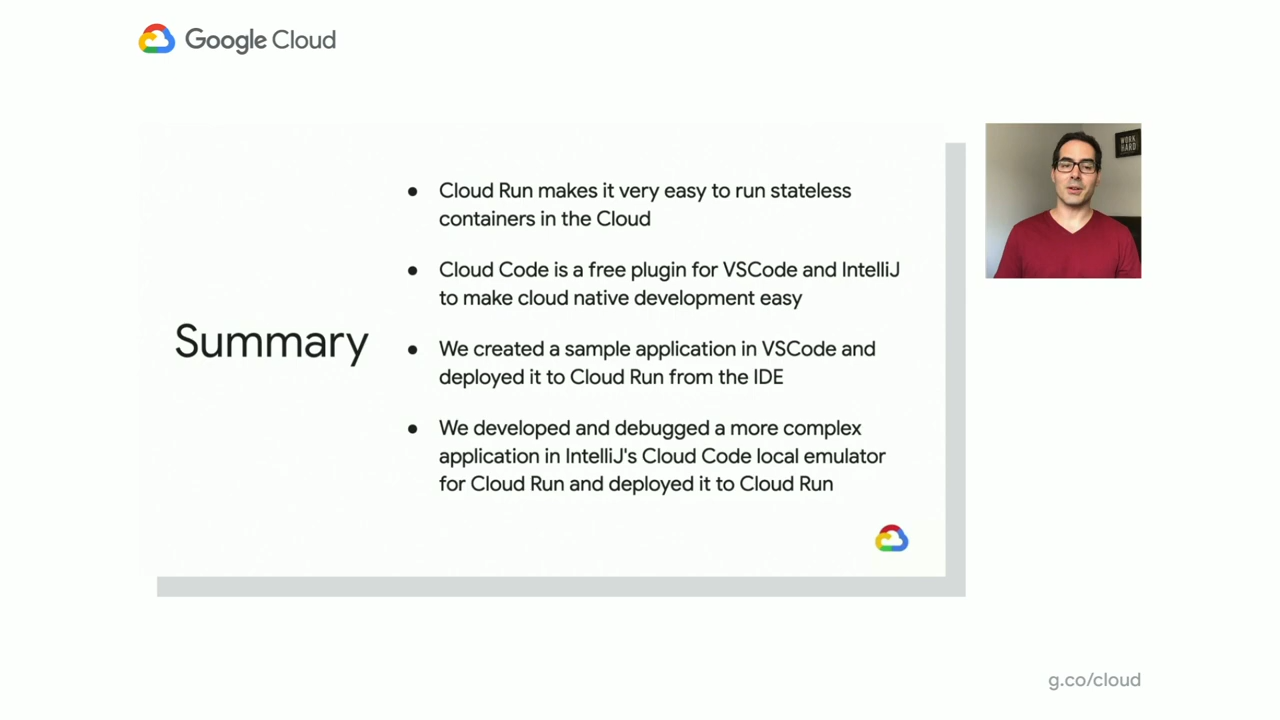 Google Cloud
WORK
HARD
Summary
● Cloud Run makes it very easy to run stateless
containers in the Cloud
● Cloud Code is a free plugin for VSCode and IntelliJ
to make cloud native development easy
● We created a sample application in VSCode and
deployed it to Cloud Run from the IDE
● We developed and debugged a more complex
application in IntelliJ's Cloud Code local emulator
for Cloud Run and deployed it to Cloud Run
g.co/cloud